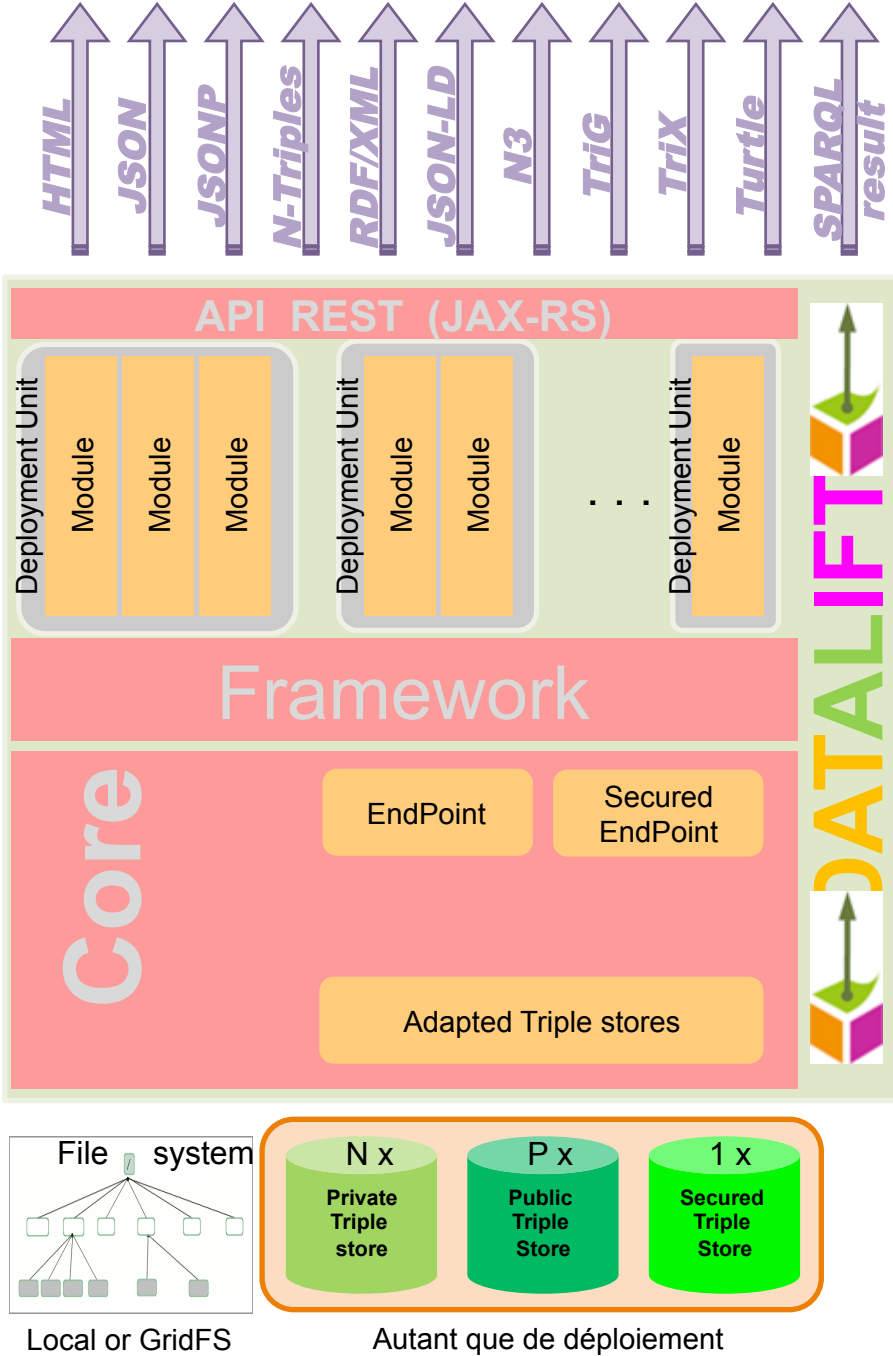 HTML
JSON
JSONP
N-Triples
RDF/XML
JSON-LD
N3
TriG
TriX
Turtle
SPARQL
result
API REST (JAX-RS)
Deployment Unit
Module
Module
Module
Deployment Unit
Module
Module
. . .
Deployment Unit
Module
DATALIFT
Framework
Core
EndPoint
Secured
EndPoint
Adapted Triple stores
File / system
N x
Private
Triple
store
P x
Public
Triple
Store
1 x
Secured
Triple
Store
Local or GridFS
Autant que de déploiement